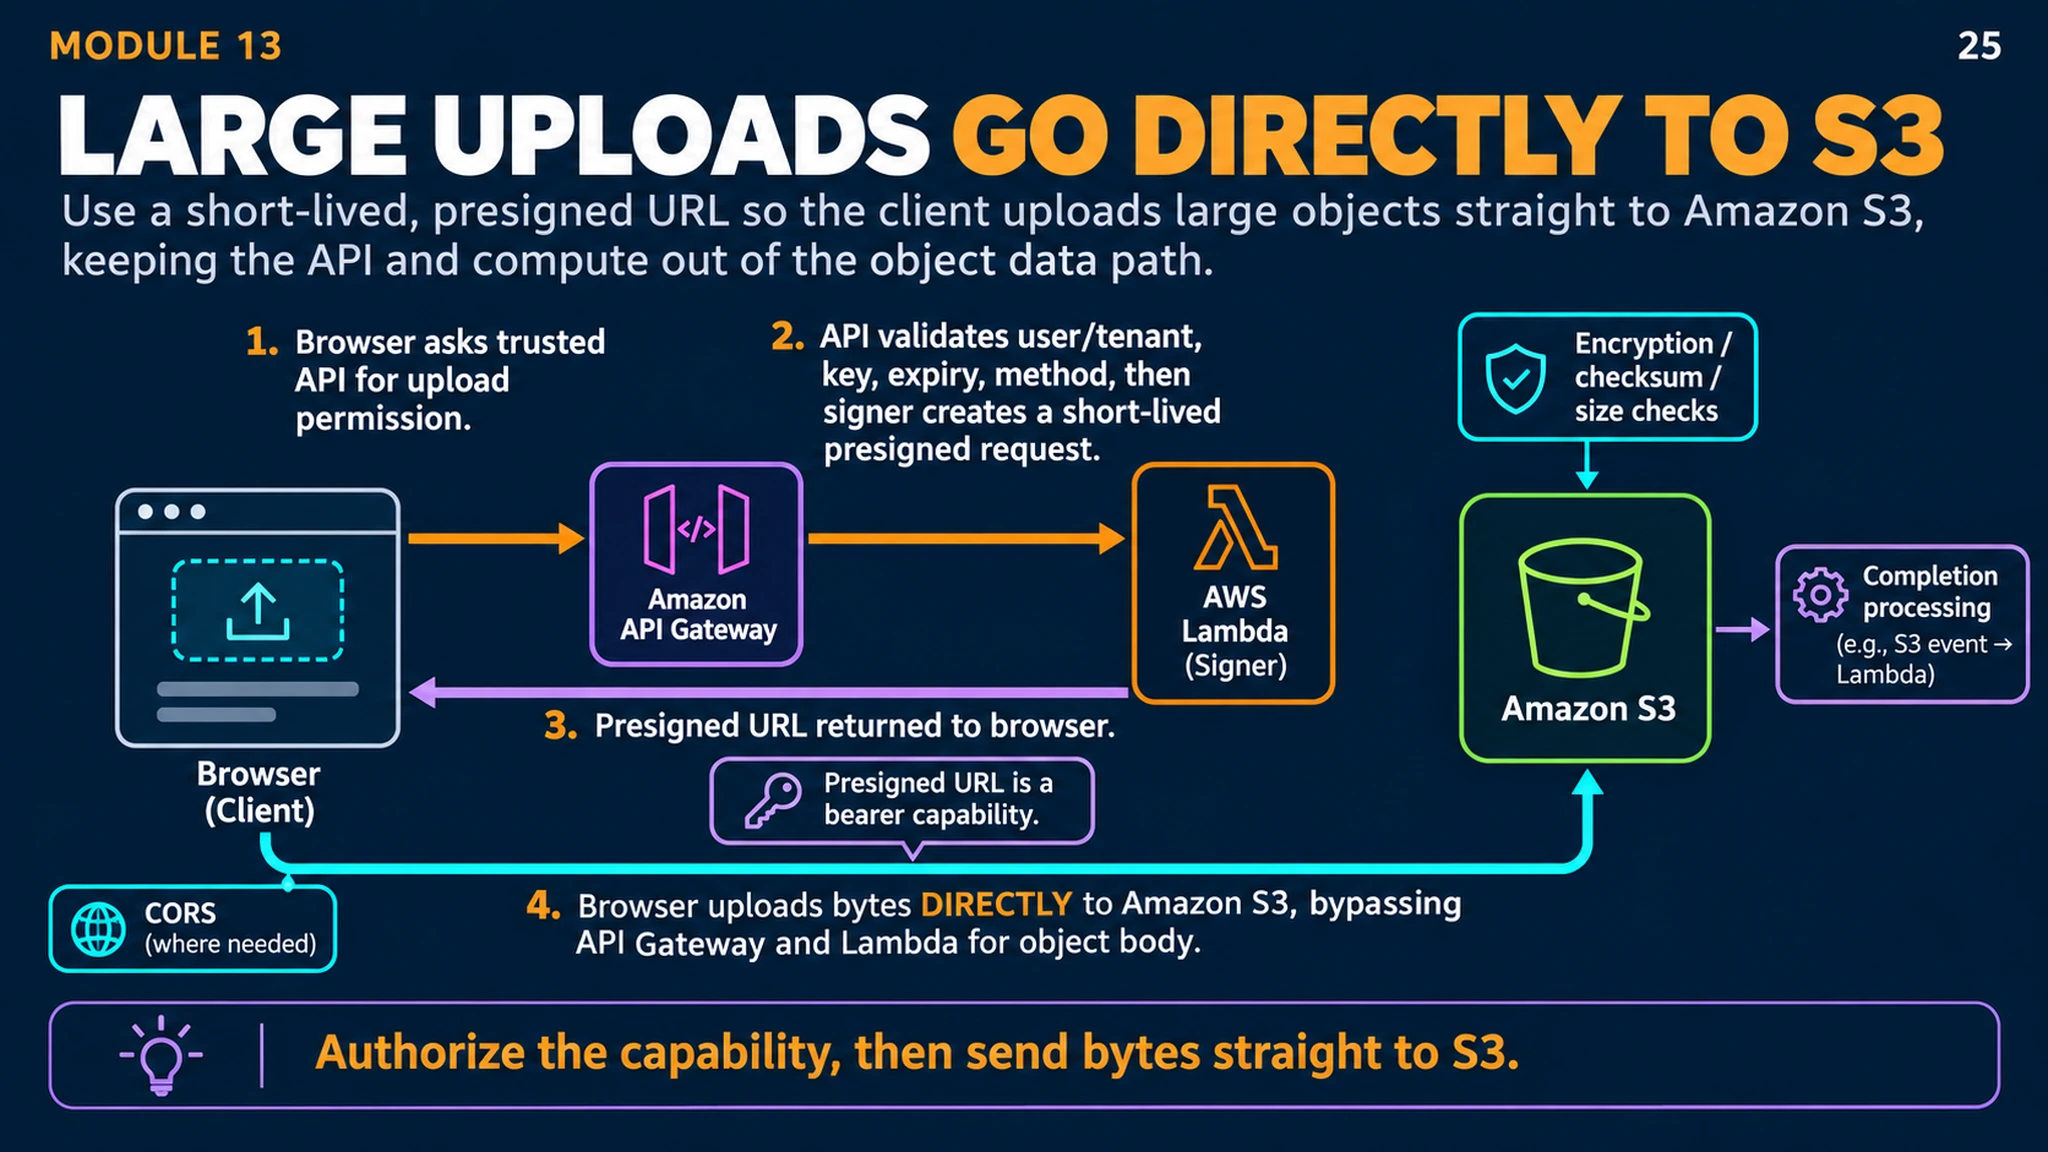 MODULE 13
25
LARGE UPLOADS GO DIRECTLY TO S3
Use a short-lived, presigned URL so the client uploads large objects straight to Amazon S3,
keeping the API and compute out of the object data path.
1. Browser asks trusted
API for upload
permission.
2. API validates user/tenant,
key, expiry, method, then
signer creates a short-lived
presigned request.
Encryption /
checksum /
size checks
</>
Amazon
API Gateway
AWS
Lambda
(Signer)
Amazon S3
Completion
processing
(e.g., S3 event →
Lambda)
3. Presigned URL returned to browser.
Browser
(Client)
Presigned URL is a
bearer capability.
CORS
(where needed)
4. Browser uploads bytes DIRECTLY to Amazon S3, bypassing
API Gateway and Lambda for object body.
Authorize the capability, then send bytes straight to S3.